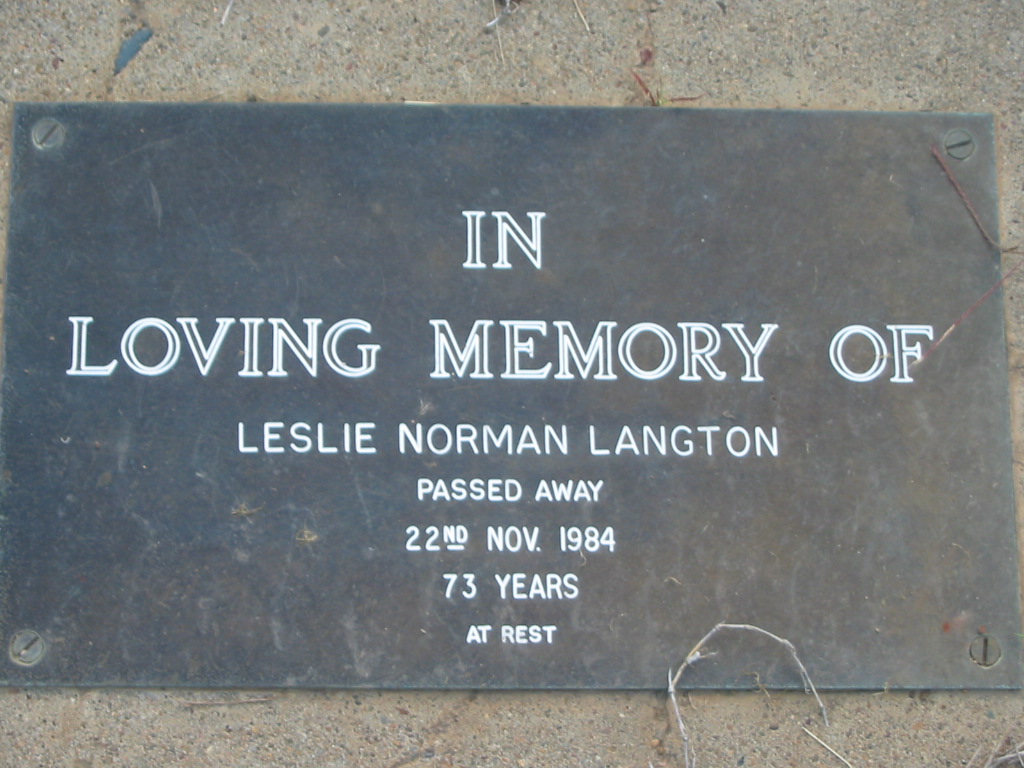 IN
LOVING MEMORY OF
LESLIE NORMAN LANGTON
PASSED AWAY
22ND NOV. 1984
73 YEARS
AT REST